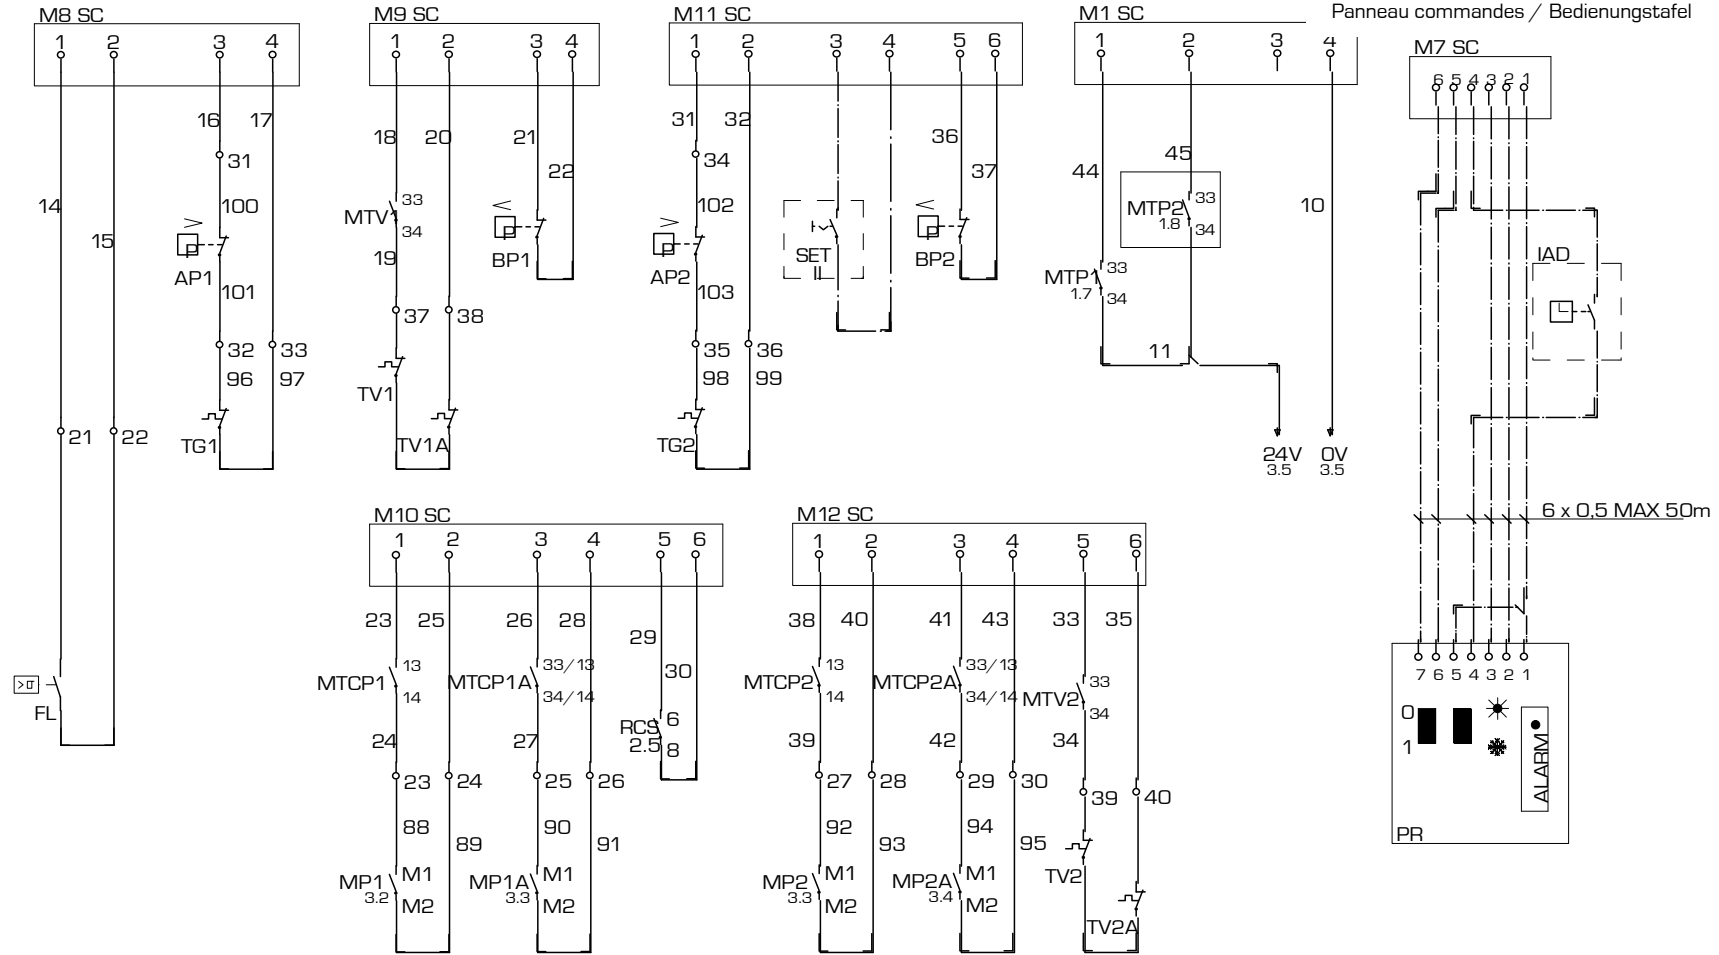 Panneau commandes / Bedienungstafel
M8 SC
1 2 3 4
16 17
31
14
15
100
>
P
AP1
101
32 33
96 97
21 22
TG1
>σ
FL
M9 SC
1 2 3 4
18 20 21
22
MTV1
33
34
<
P
BP1
19
37 38
TV1
TV1A
M11 SC
1 2 3 4 5 6
31 32 36
34
37
102
>
P
AP2
SET
II
<
P
BP2
103
35 36
98 99
TG2
M1 SC
1 2 3 4
45
44
MTP2
1.8
33
34
10
MTP1
1.7
33
34
11
24V
3.5
0V
3.5
M7 SC
6 5 4 3 2 1
IAD
6 x 0,5 MAX 50m
7 6 5 4 3 2 1
0
1
ALARM
PR
M10 SC
1 2 3 4 5 6
23 25 26 28
29
30
MTCP1
13
14
MTCP1A
33/13
34/14
RCS
2.5
6
8
24 27
23 24 25 26
88 90
89 91
MP1
3.2
M1
M2
MP1A
3.3
M1
M2
M12 SC
1 2 3 4 5 6
38 40 41 43 33 35
MTCP2
13
14
MTCP2A
33/13
34/14
MTV2
33
34
39 42 34
27 28 29 30
39 40
92 94
93 95
MP2
3.3
M1
M2
MP2A
3.4
M1
M2
TV2
TV2A